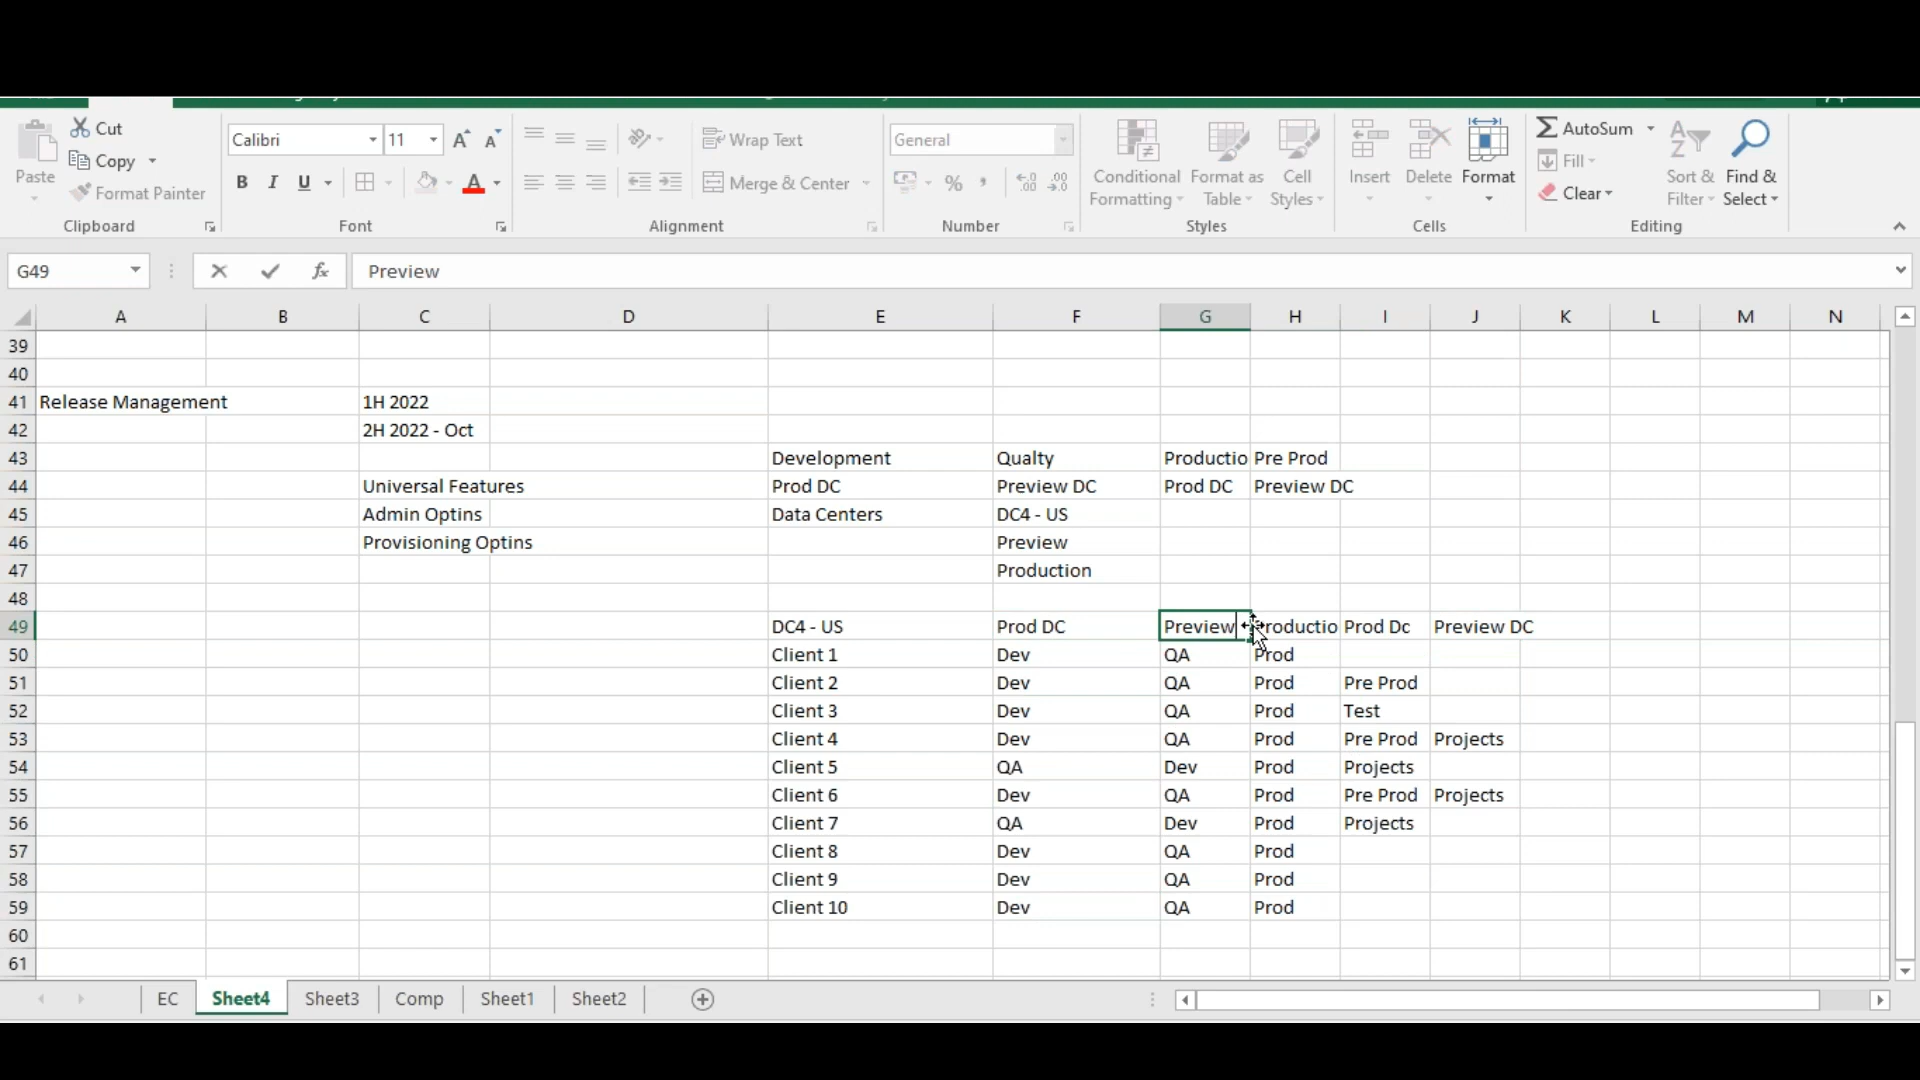 Cut
Copy
Format Painter
Paste
Clipboard
Calibri 11 A A
B I U A
Font
Wrap Text
Merge & Center
Alignment
General
%
Number
Conditional Formatting
Format as Table
Cell Styles
Styles
Insert
Delete
Format
Cells
AutoSum
Fill
Clear
Sort & Filter
Find & Select
Editing
G49 fx Preview
A B C D E F G H I J K L M N
39
40
41 Release Management 1H 2022
42 2H 2022 - Oct
43 Development Qualty Productio Pre Prod
44 Universal Features Prod DC Preview DC Prod DC Preview DC
45 Admin Optins Data Centers DC4 - US
46 Provisioning Optins Preview
47 Production
48
49 DC4 - US Prod DC Preview roductio Prod Dc Preview DC
50 Client 1 Dev QA Prod
51 Client 2 Dev QA Prod Pre Prod
52 Client 3 Dev QA Prod Test
53 Client 4 Dev QA Prod Pre Prod Projects
54 Client 5 QA Dev Prod Projects
55 Client 6 Dev QA Prod Pre Prod Projects
56 Client 7 QA Dev Prod Projects
57 Client 8 Dev QA Prod
58 Client 9 Dev QA Prod
59 Client 10 Dev QA Prod
60
61
EC Sheet4 Sheet3 Comp Sheet1 Sheet2